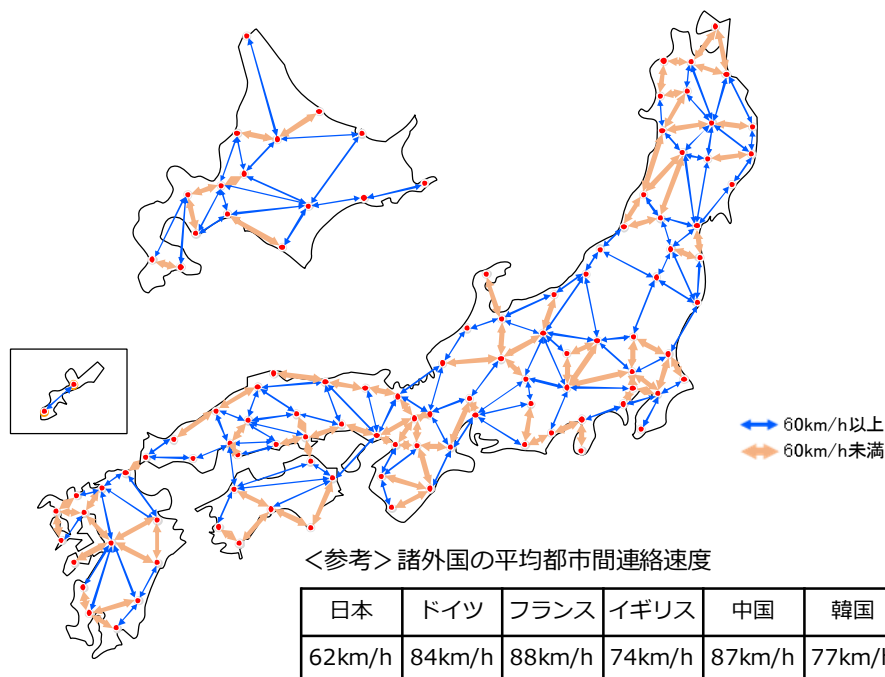 60km/h以上
60km/h未満
＜参考＞諸外国の平均都市間連絡速度
日本 ドイツ フランス イギリス 中国 韓国
62km/h 84km/h 88km/h 74km/h 87km/h 77km/h